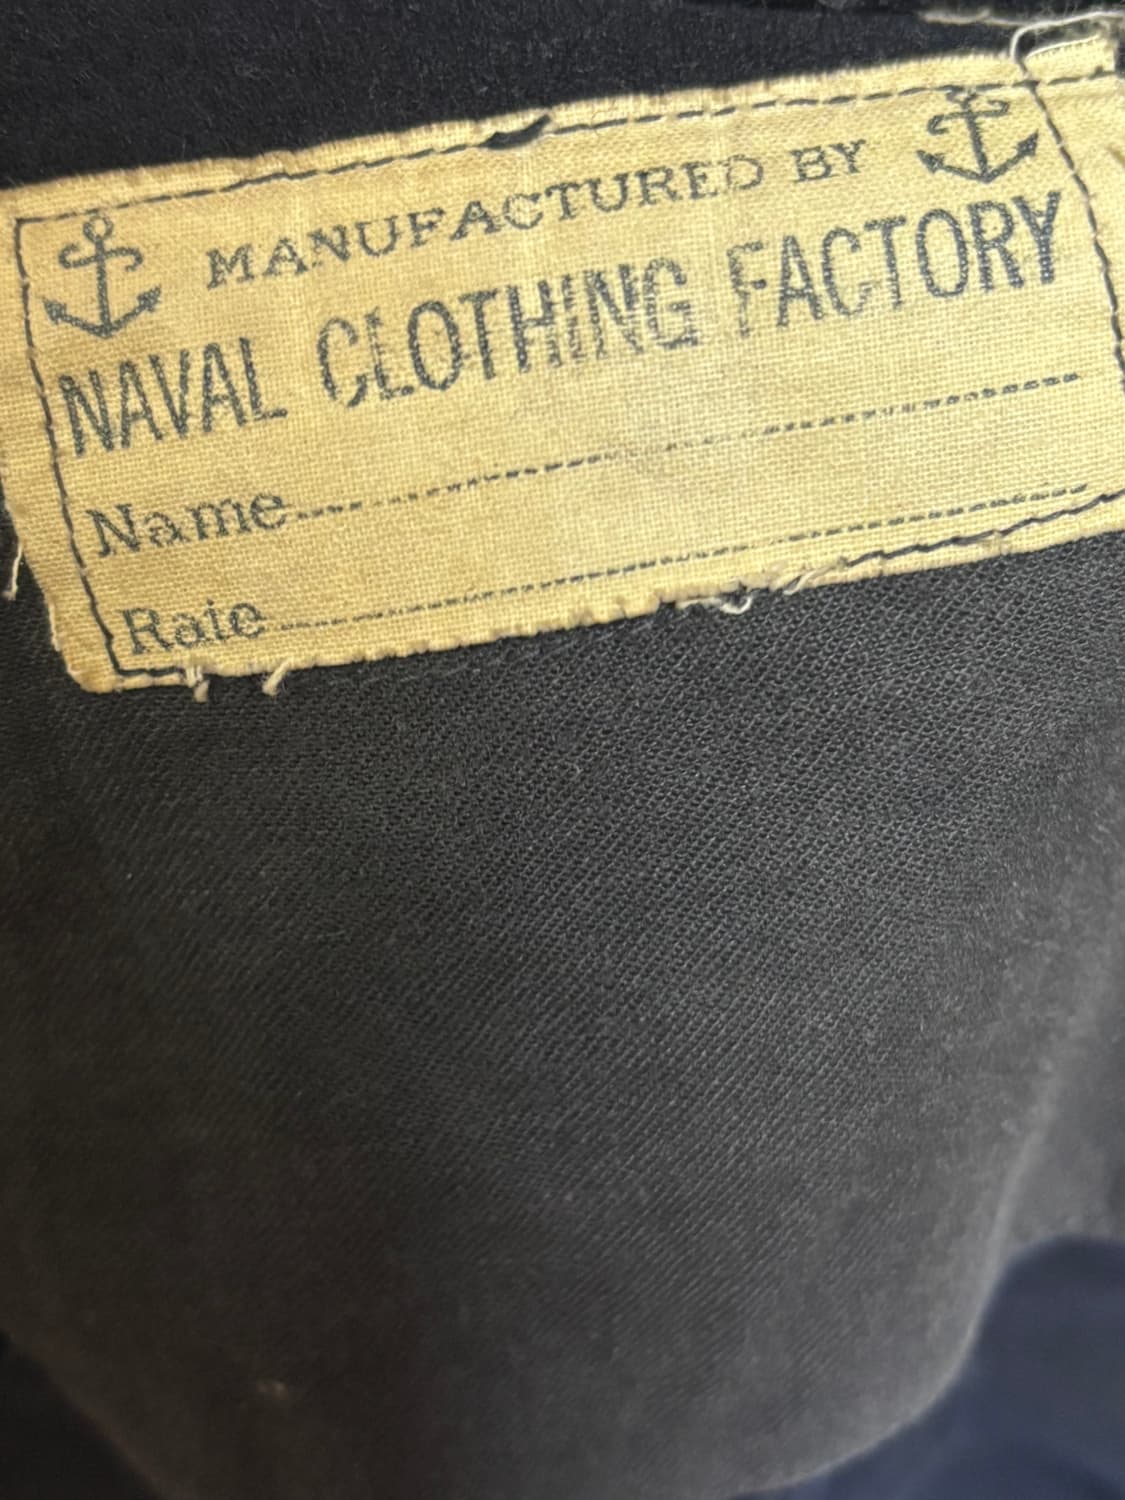 MANUFACTURED BY
NAVAL CLOTHING FACTORY
Name
Rate